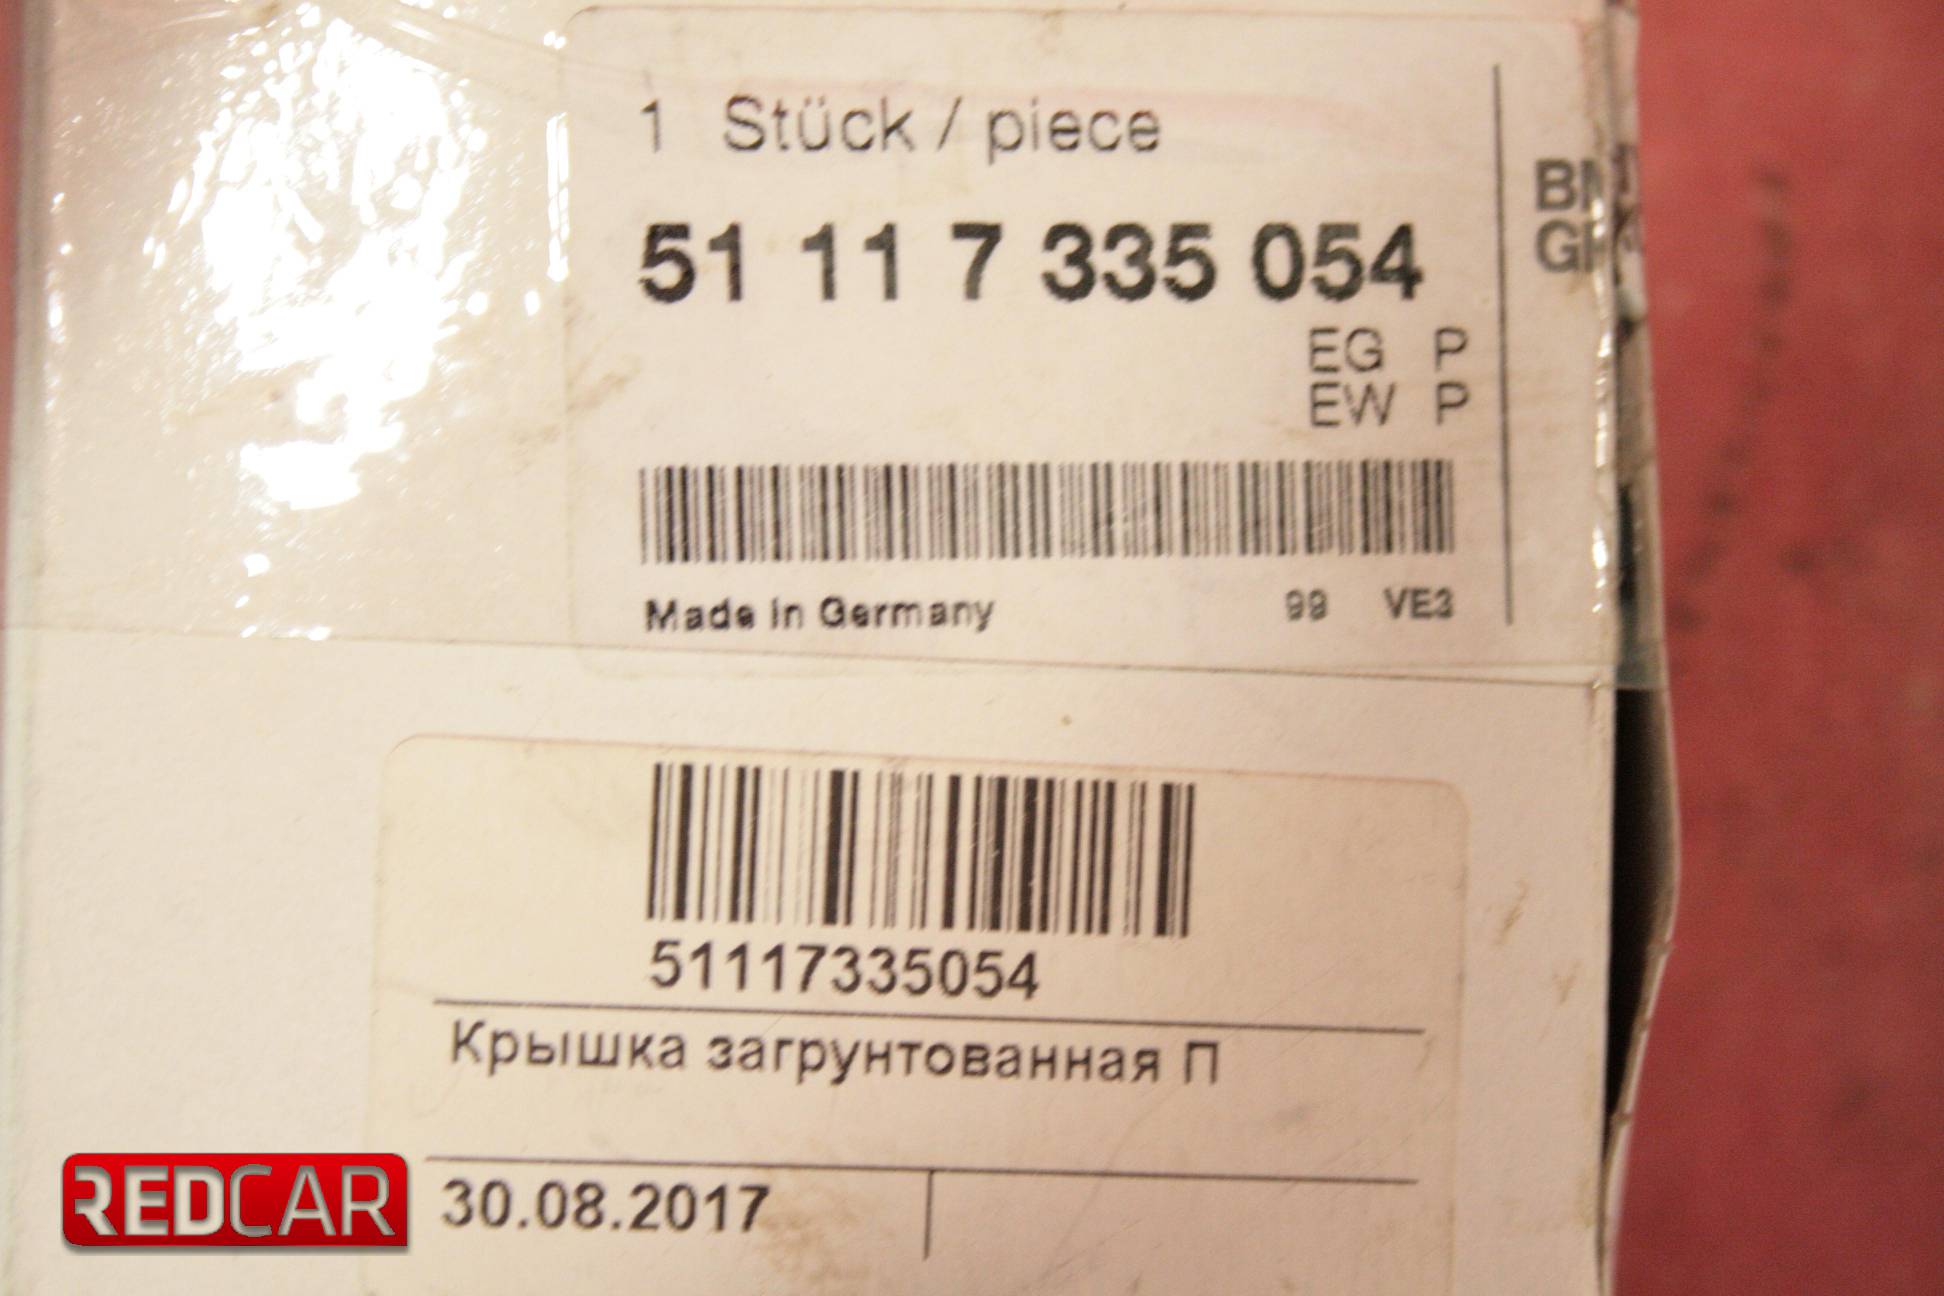 1 Stück / piece
51 11 7 335 054
EG P
EW P
Made in Germany 99 VE3
51117335054
Крышка загрунтованная П
30.08.2017
REDCAR